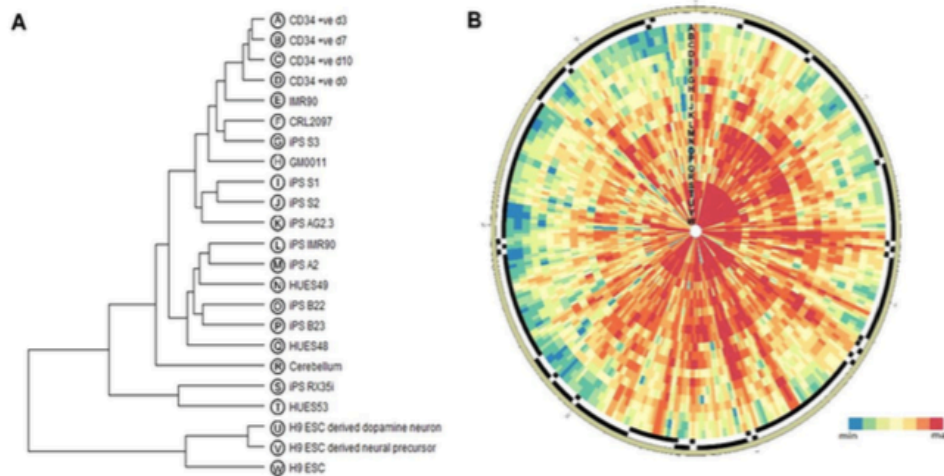 A
A CD34 +ve d3
B CD34 +ve d7
C CD34 +ve d10
D CD34 +ve d0
E IMR90
F CRL2097
G iPS S3
H GM0011
I iPS S1
J iPS S2
K iPS AG2.3
L iPS IMR90
M iPS A2
N HUES49
O iPS B22
P iPS B23
Q HUES48
R Cerebellum
S iPS RX35i
T HUES53
U H9 ESC derived dopamine neuron
V H9 ESC derived neural precursor
W H9 ESC
B
min